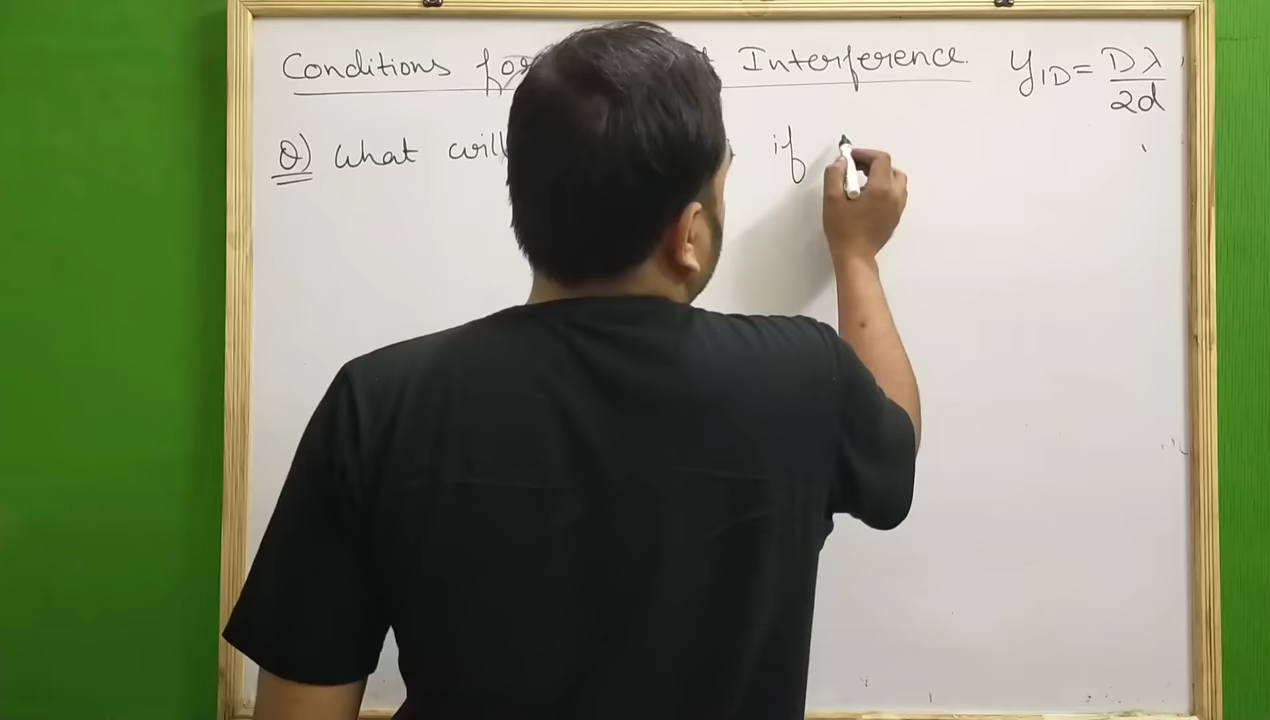 Conditions for Interference. y1D = Dλ/2d
Q) What will if